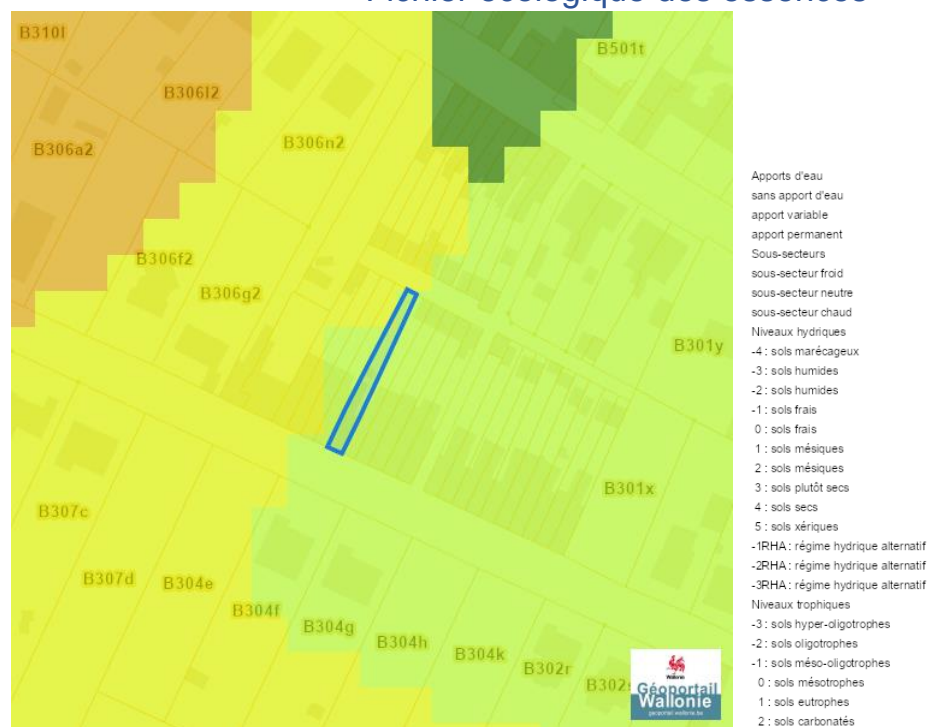 Fichier écologique des essences
B310l
B501t
B306l2
B306n2
B306a2
B306f2
B306g2
B301y
B301x
B307c
B307d
B304e
B304f
B304g
B304h
B304k
B302r
Wallonie
Géoportail
Wallonie
geoportail.wallonie.be
Apports d'eau
sans apport d'eau
apport variable
apport permanent
Sous-secteurs
sous-secteur froid
sous-secteur neutre
sous-secteur chaud
Niveaux hydriques
-4 : sols marécageux
-3 : sols humides
-2 : sols humides
-1 : sols frais
0 : sols frais
1 : sols mésiques
2 : sols mésiques
3 : sols plutôt secs
4 : sols secs
5 : sols xériques
-1RHA : régime hydrique alternatif
-2RHA : régime hydrique alternatif
-3RHA : régime hydrique alternatif
Niveaux trophiques
-3 : sols hyper-oligotrophes
-2 : sols oligotrophes
-1 : sols méso-oligotrophes
0 : sols mésotrophes
1 : sols eutrophes
2 : sols carbonatés